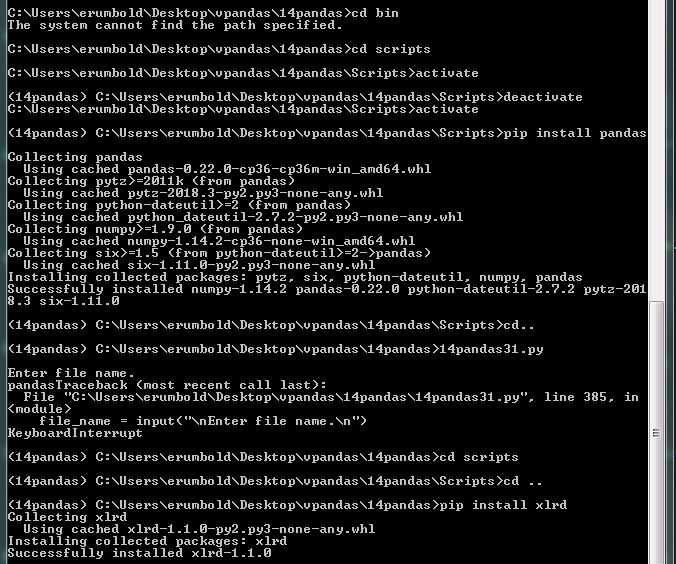 C:\Users\erumbold\Desktop\vpandas\14pandas>cd bin
The system cannot find the path specified.
C:\Users\erumbold\Desktop\vpandas\14pandas>cd scripts
C:\Users\erumbold\Desktop\vpandas\14pandas\Scripts>activate
(14pandas) C:\Users\erumbold\Desktop\vpandas\14pandas\Scripts>deactivate
C:\Users\erumbold\Desktop\vpandas\14pandas\Scripts>activate
(14pandas) C:\Users\erumbold\Desktop\vpandas\14pandas\Scripts>pip install pandas
Collecting pandas
  Using cached pandas-0.22.0-cp36-cp36m-win_amd64.whl
Collecting pytz>=2011k (from pandas)
  Using cached pytz-2018.3-py2.py3-none-any.whl
Collecting python-dateutil>=2 (from pandas)
  Using cached python_dateutil-2.7.2-py2.py3-none-any.whl
Collecting numpy>=1.9.0 (from pandas)
  Using cached numpy-1.14.2-cp36-none-win_amd64.whl
Collecting six>=1.5 (from python-dateutil>=2->pandas)
  Using cached six-1.11.0-py2.py3-none-any.whl
Installing collected packages: pytz, six, python-dateutil, numpy, pandas
Successfully installed numpy-1.14.2 pandas-0.22.0 python-dateutil-2.7.2 pytz-201
8.3 six-1.11.0
(14pandas) C:\Users\erumbold\Desktop\vpandas\14pandas\Scripts>cd..
(14pandas) C:\Users\erumbold\Desktop\vpandas\14pandas>14pandas31.py
Enter file name.
pandasTraceback (most recent call last):
  File "C:\Users\erumbold\Desktop\vpandas\14pandas\14pandas31.py", line 385, in
<module>
    file_name = input("\nEnter file name.\n")
KeyboardInterrupt
(14pandas) C:\Users\erumbold\Desktop\vpandas\14pandas>cd scripts
(14pandas) C:\Users\erumbold\Desktop\vpandas\14pandas\Scripts>cd ..
(14pandas) C:\Users\erumbold\Desktop\vpandas\14pandas>pip install xlrd
Collecting xlrd
  Using cached xlrd-1.1.0-py2.py3-none-any.whl
Installing collected packages: xlrd
Successfully installed xlrd-1.1.0